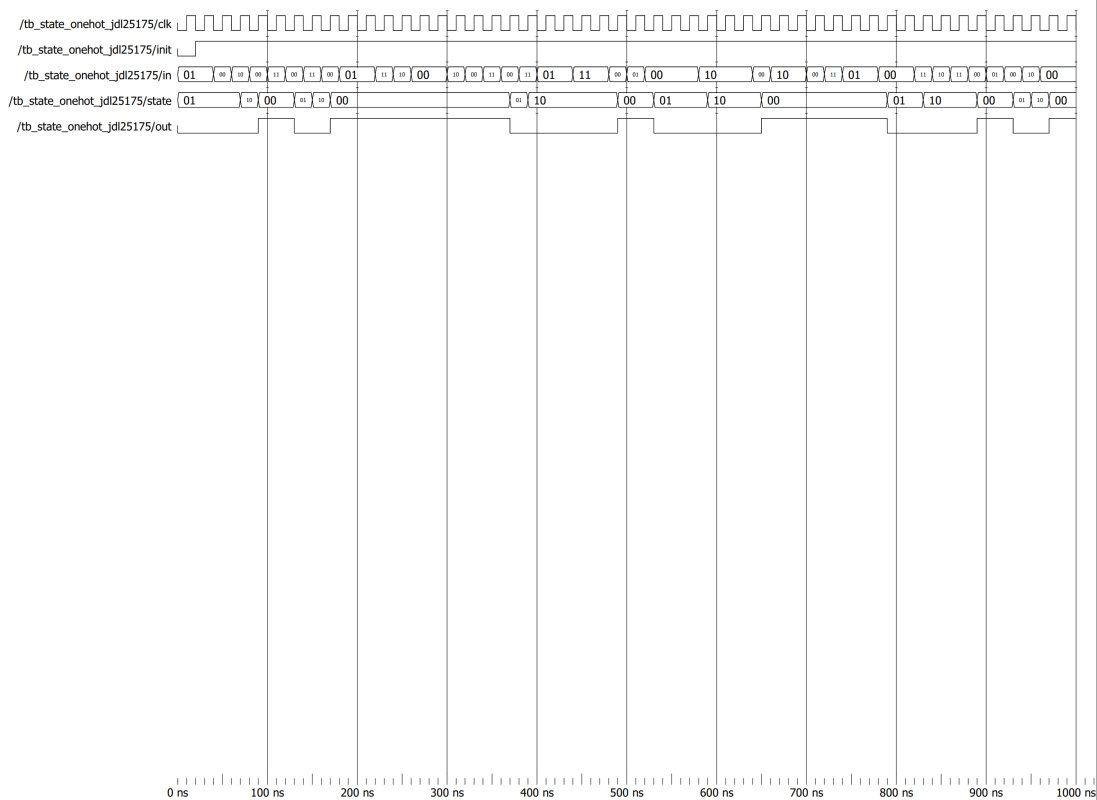 /tb_state_onehot_jdl25175/clk
/tb_state_onehot_jdl25175/init
/tb_state_onehot_jdl25175/in 01 00 10 00 11 00 11 00 01 11 10 00 10 00 11 00 11 01 11 00 01 00 10 00 10 00 11 01 00 11 10 11 00 01 00 10 00
/tb_state_onehot_jdl25175/state 01 10 00 01 10 00 01 10 00 01 10 00 01 10 00 01 10 00
/tb_state_onehot_jdl25175/out
0 ns 100 ns 200 ns 300 ns 400 ns 500 ns 600 ns 700 ns 800 ns 900 ns 1000 ns